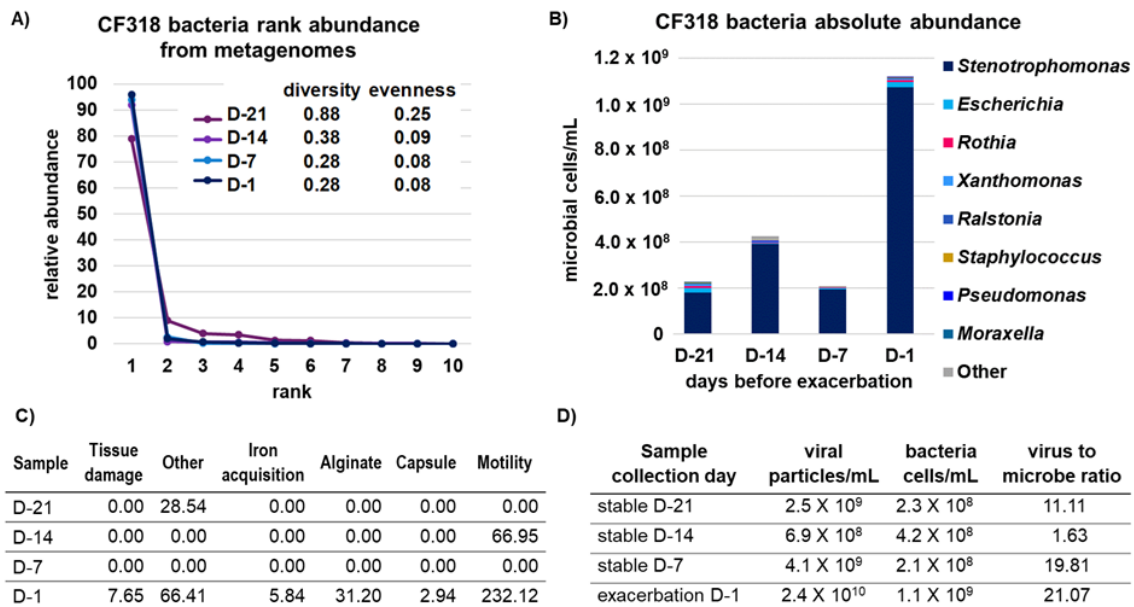 A)
CF318 bacteria rank abundance
from metagenomes
diversity evenness
D-21 0.88 0.25
D-14 0.38 0.09
D-7 0.28 0.08
D-1 0.28 0.08
relative abundance
100
90
80
70
60
50
40
30
20
10
0
1 2 3 4 5 6 7 8 9 10
rank
B)
CF318 bacteria absolute abundance
microbial cells/mL
1.2 x 10⁹
1.0 x 10⁹
8.0 x 10⁸
6.0 x 10⁸
4.0 x 10⁸
2.0 x 10⁸
0
D-21 D-14 D-7 D-1
days before exacerbation
Stenotrophomonas
Escherichia
Rothia
Xanthomonas
Ralstonia
Staphylococcus
Pseudomonas
Moraxella
Other
C)
Sample Tissue damage Other Iron acquisition Alginate Capsule Motility
D-21 0.00 28.54 0.00 0.00 0.00 0.00
D-14 0.00 0.00 0.00 0.00 0.00 66.95
D-7 0.00 0.00 0.00 0.00 0.00 0.00
D-1 7.65 66.41 5.84 31.20 2.94 232.12
D)
Sample collection day viral particles/mL bacteria cells/mL virus to microbe ratio
stable D-21 2.5 X 10⁹ 2.3 X 10⁸ 11.11
stable D-14 6.9 X 10⁸ 4.2 X 10⁸ 1.63
stable D-7 4.1 X 10⁹ 2.1 X 10⁸ 19.81
exacerbation D-1 2.4 X 10¹⁰ 1.1 X 10⁹ 21.07